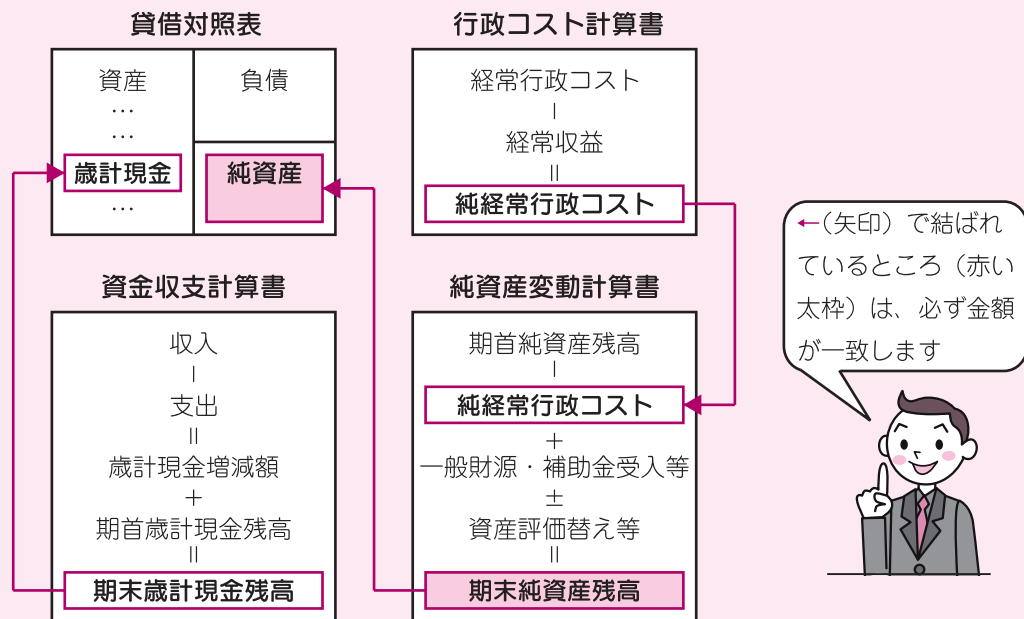 貸借対照表
資産
…
…
歳計現金
…
負債
純資産
行政コスト計算書
経常行政コスト
－
経常収益
＝
純経常行政コスト
資金収支計算書
収入
－
支出
＝
歳計現金増減額
＋
期首歳計現金残高
＝
期末歳計現金残高
純資産変動計算書
期首純資産残高
－
純経常行政コスト
＋
一般財源・補助金受入等
±
資産評価替え等
＝
期末純資産残高
←（矢印）で結ばれ
ているところ（赤い
太枠）は、必ず金額
が一致します